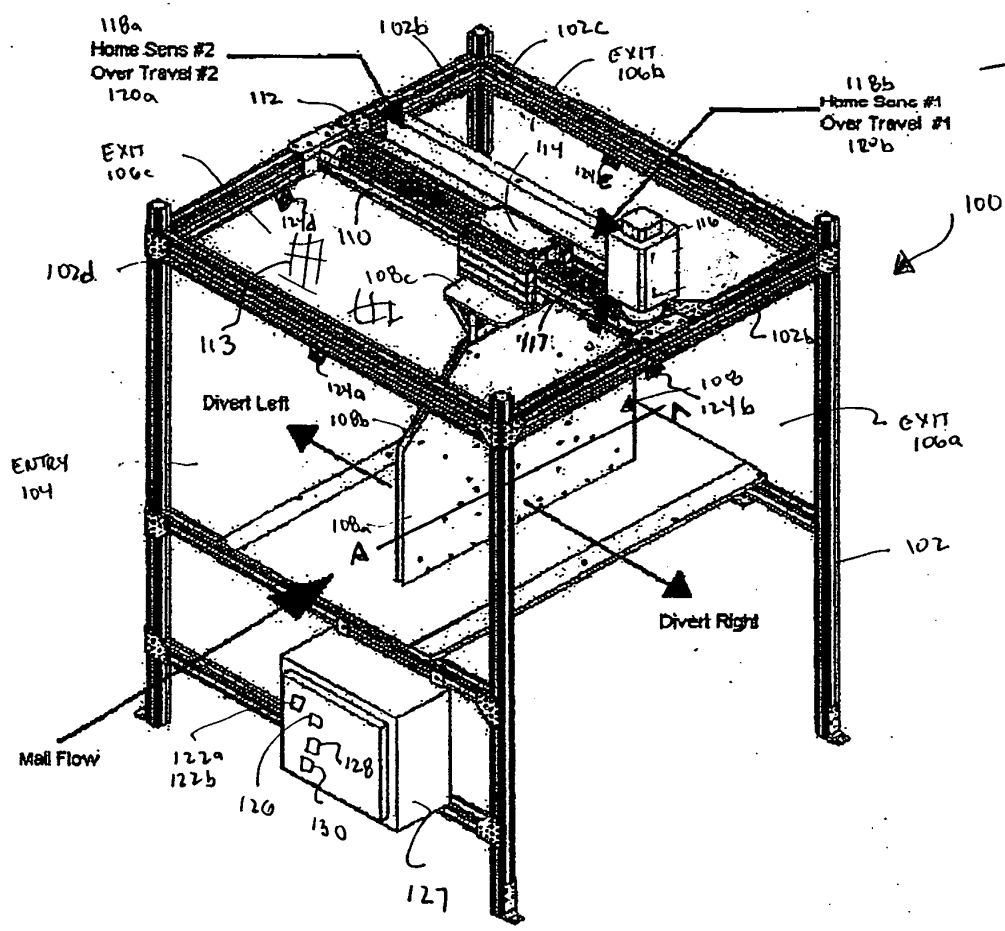 118a
Home Sens #2
Over Travel #2
120a
102b
102c
EXIT
106b
118b
Home Sens #1
Over Travel #1
120b
112
114
124c
EXIT
106c
100
116
124d
110
102d
108c
113
117
102b
124a
108
124b
Divert Left
108b
A
EXIT
106a
ENTRY
104
108a
A
102
Divert Right
Mail Flow
122a
122b
126
128
130
127